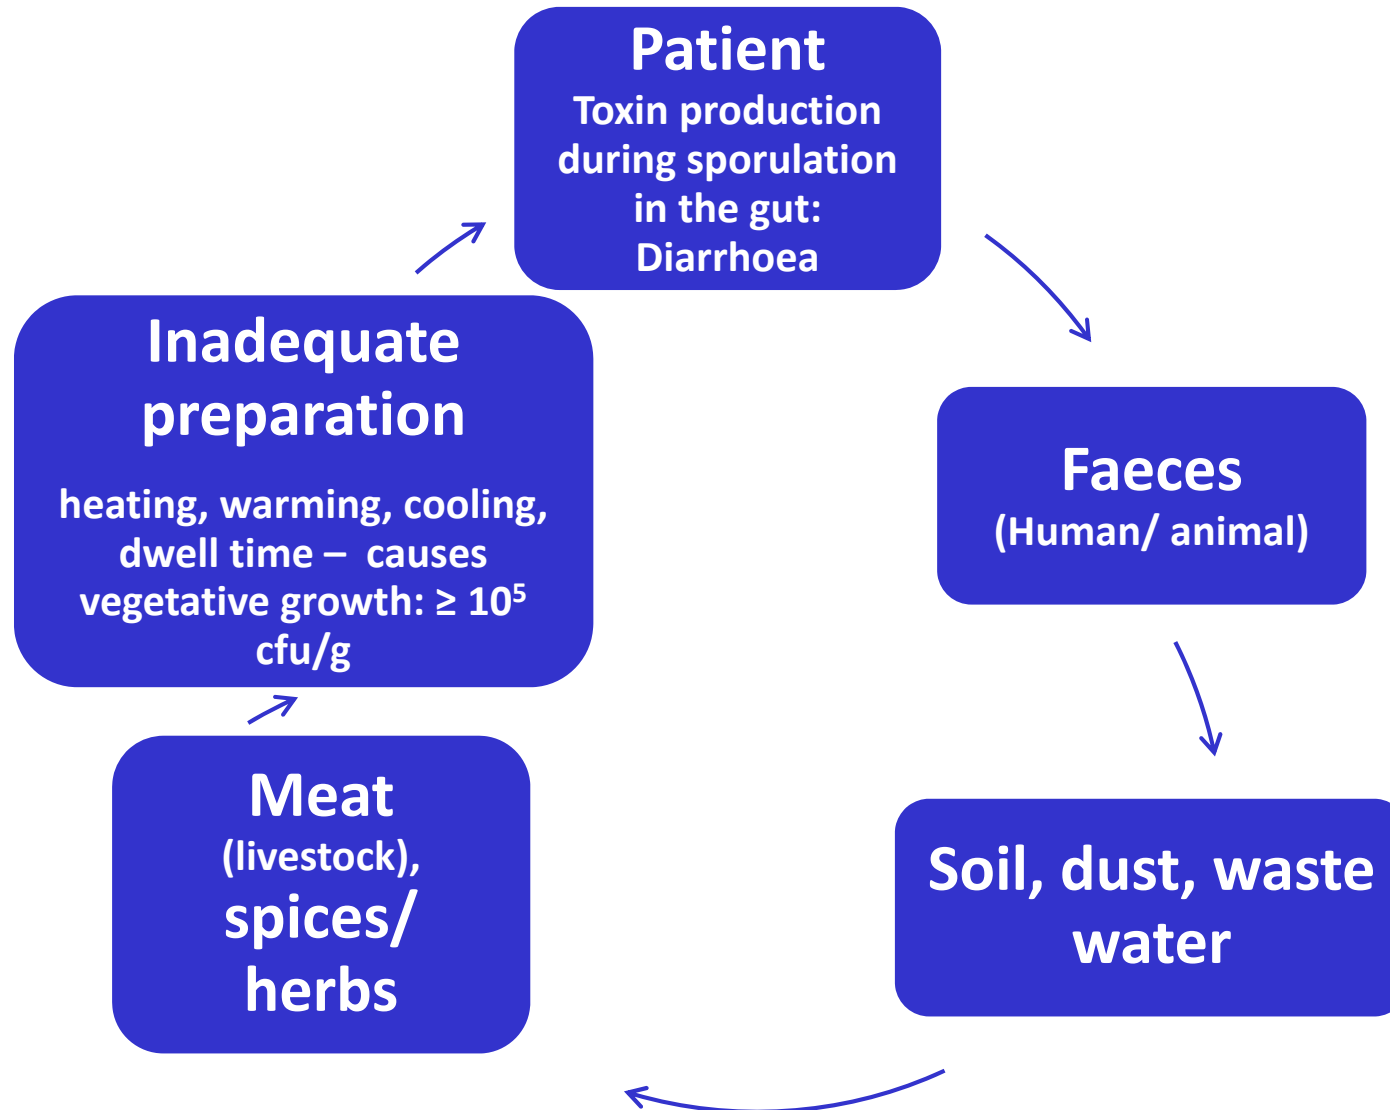 Patient
Toxin production
during sporulation
in the gut:
Diarrhoea
Faeces
(Human/ animal)
Soil, dust, waste
water
Meat
(livestock),
spices/
herbs
Inadequate
preparation
heating, warming, cooling,
dwell time – causes
vegetative growth: ≥ 10⁵
cfu/g